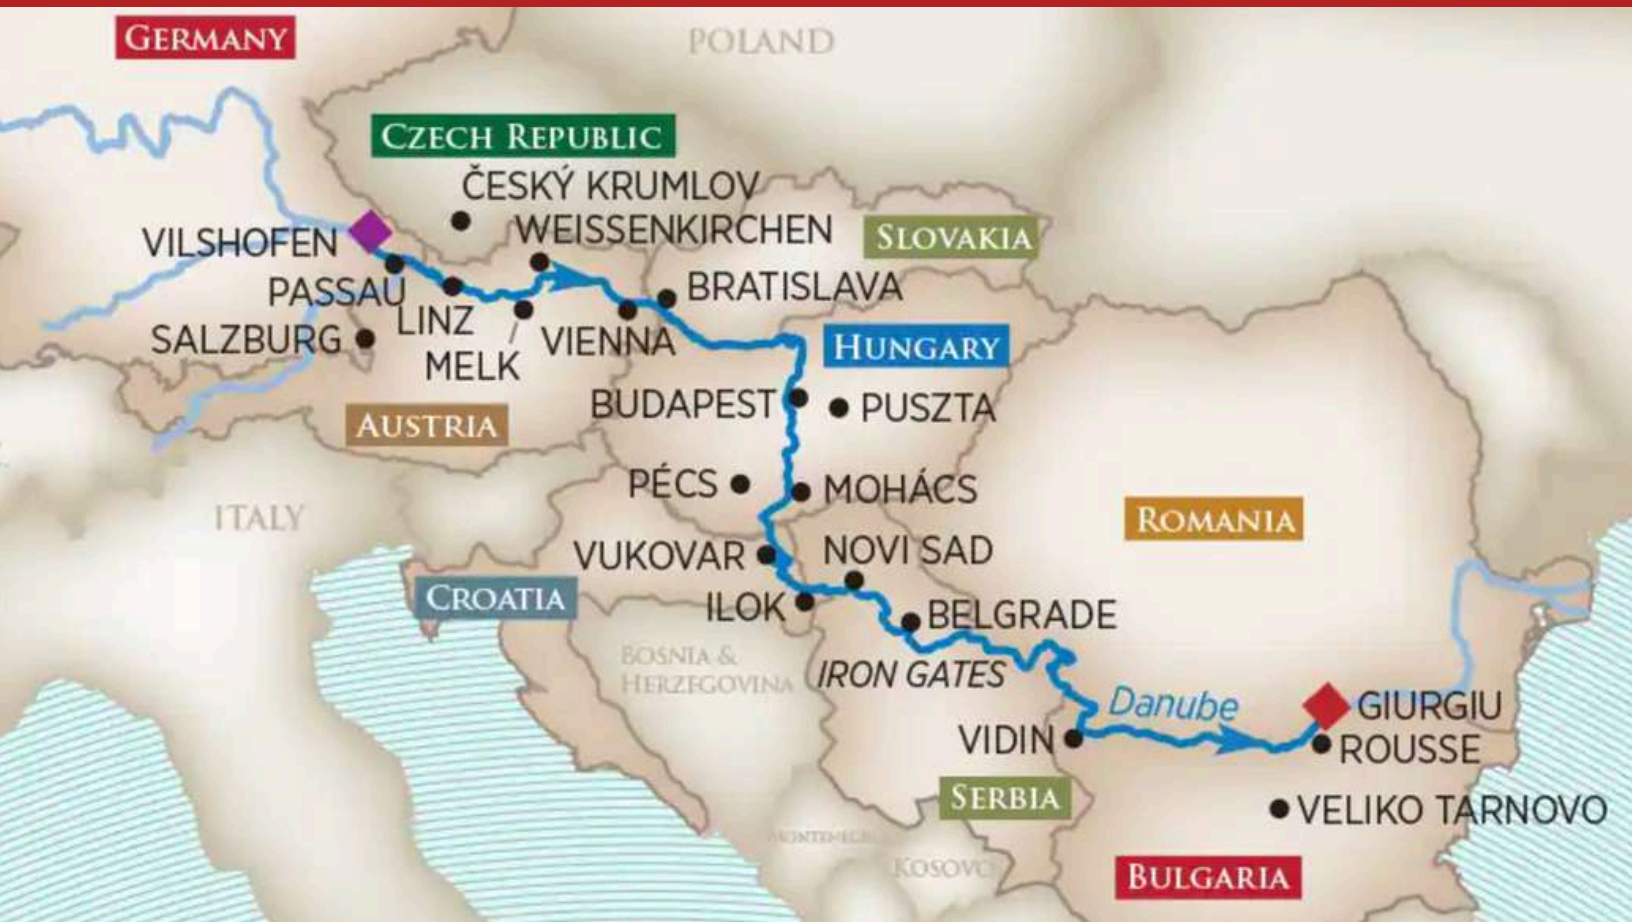 GERMANY
POLAND
CZECH REPUBLIC
ČESKÝ KRUMLOV
WEISSENKIRCHEN
SLOVAKIA
VILSHOFEN
PASSAU
BRATISLAVA
SALZBURG
LINZ
MELK
VIENNA
HUNGARY
BUDAPEST
PUSZTA
AUSTRIA
PÉCS
MOHÁCS
ITALY
ROMANIA
VUKOVAR
NOVI SAD
CROATIA
ILOK
BELGRADE
BOSNIA &
HERZEGOVINA
IRON GATES
Danube
GIURGIU
VIDIN
ROUSSE
SERBIA
VELIKO TARNOVO
MONTENEGRO
KOSOVO
BULGARIA